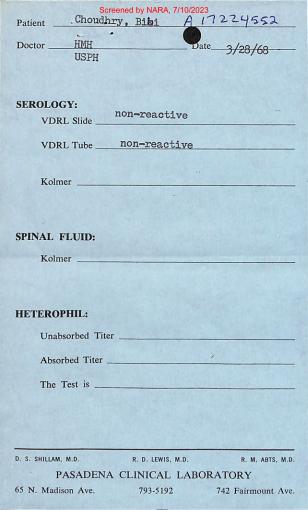 Screened by NARA, 7/10/2023
Patient Choudhry, Bibi A 17224552
Doctor HMH Date 3/28/68
USPH
SEROLOGY:
VDRL Slide non-reactive
VDRL Tube non-reactive
Kolmer
SPINAL FLUID:
Kolmer
HETEROPHIL:
Unabsorbed Titer
Absorbed Titer
The Test is
D. S. SHILLAM, M.D. R. D. LEWIS, M.D. R. M. ABTS, M.D.
PASADENA CLINICAL LABORATORY
65 N. Madison Ave. 793-5192 742 Fairmount Ave.